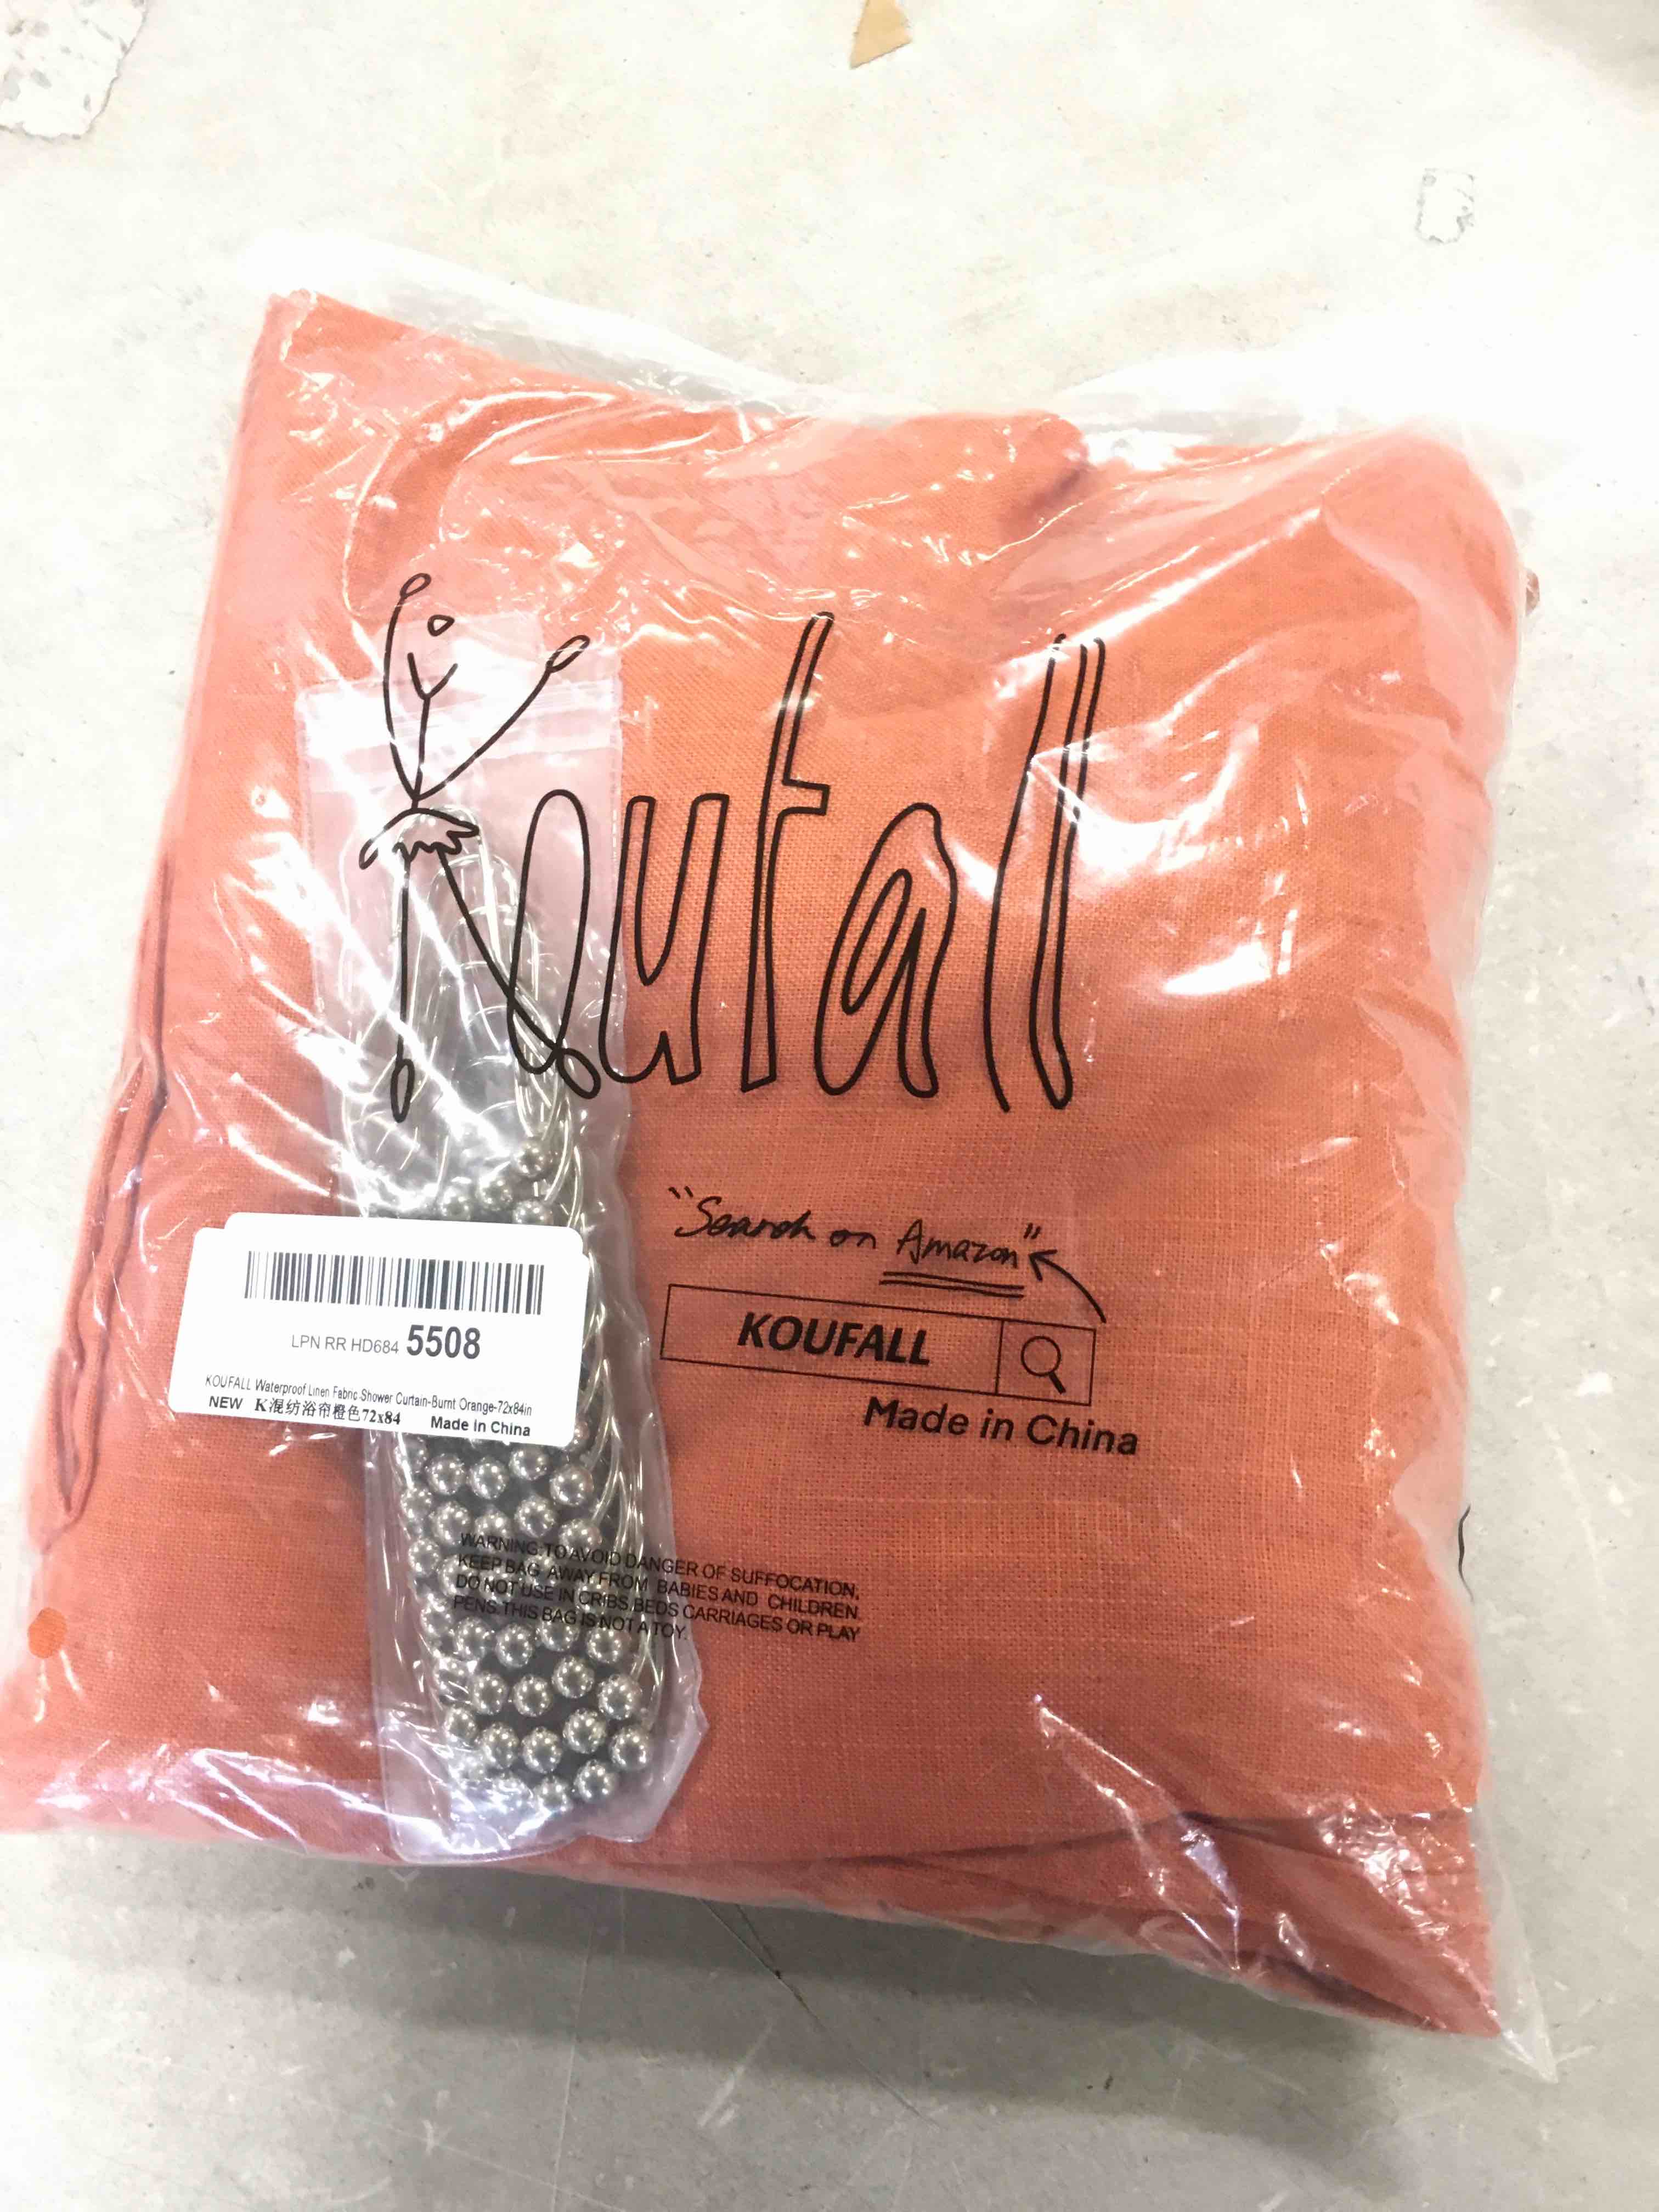 Koufall
"Search on Amazon"
KOUFALL
Made in China
LPN RR HD684 5508
KOUFALL Waterproof Linen Fabric Shower Curtain-Burnt Orange-72x84in
NEW K混纺浴帘橙色72x84 Made in China
WARNING:TO AVOID DANGER OF SUFFOCATION,
KEEP BAG AWAY FROM BABIES AND CHILDREN.
DO NOT USE IN CRIBS,BEDS CARRIAGES OR PLAY
PENS.THIS BAG IS NOT A TOY.